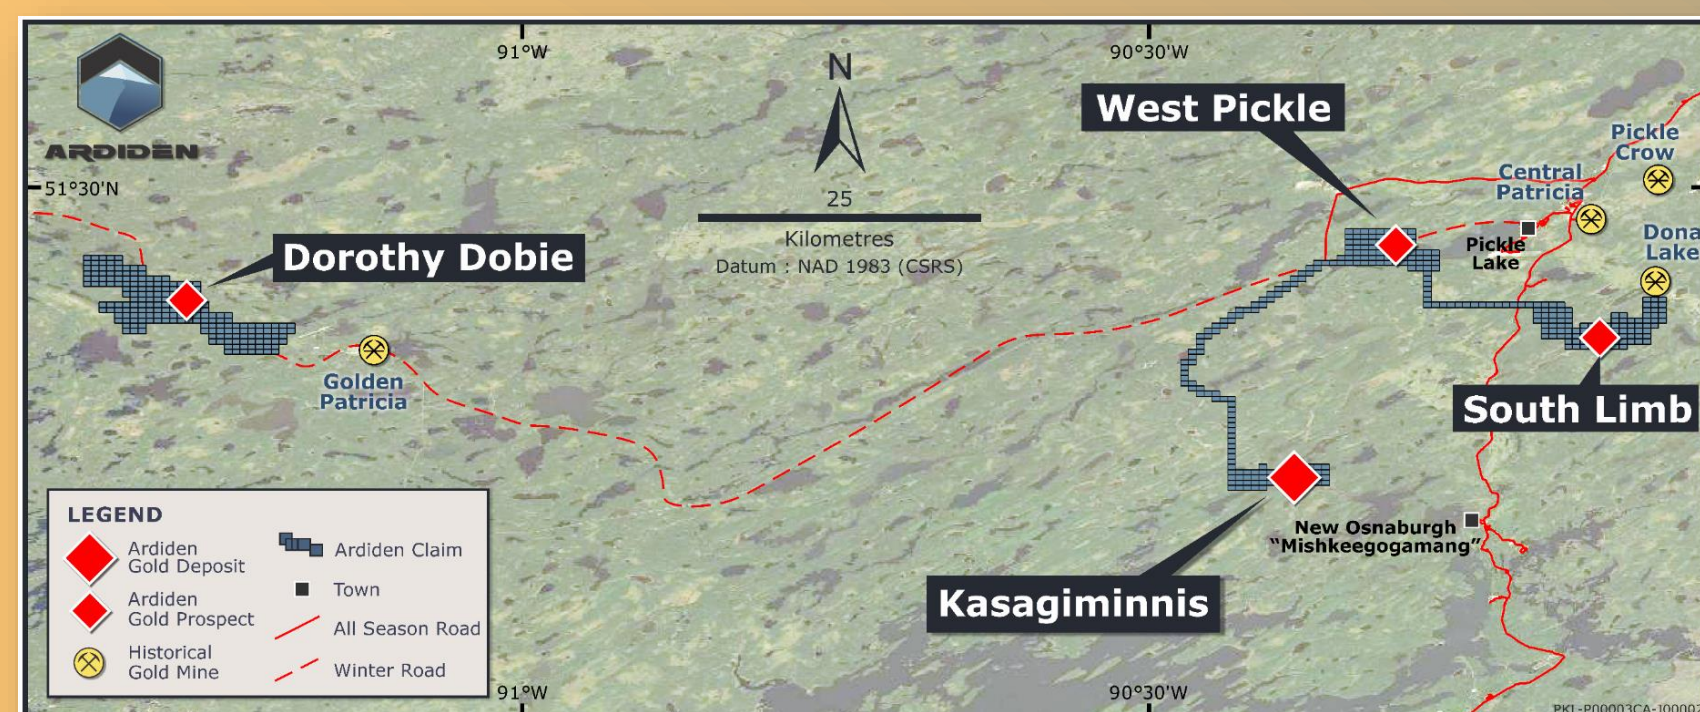 91°W
90°30'W
N
West Pickle
ARDIDEN
Pickle
Crow
51°30'N
Central
Patricia
25
Kilometres
Datum : NAD 1983 (CSRS)
Dorothy Dobie
Pickle
Lake
Dona
Lake
Golden
Patricia
South Limb
New Osnaburgh
"Mishkeegogamang"
Kasagiminnis
LEGEND
Ardiden
Gold Deposit
Ardiden
Gold Prospect
Historical
Gold Mine
Ardiden Claim
Town
All Season Road
Winter Road
91°W
90°30'W